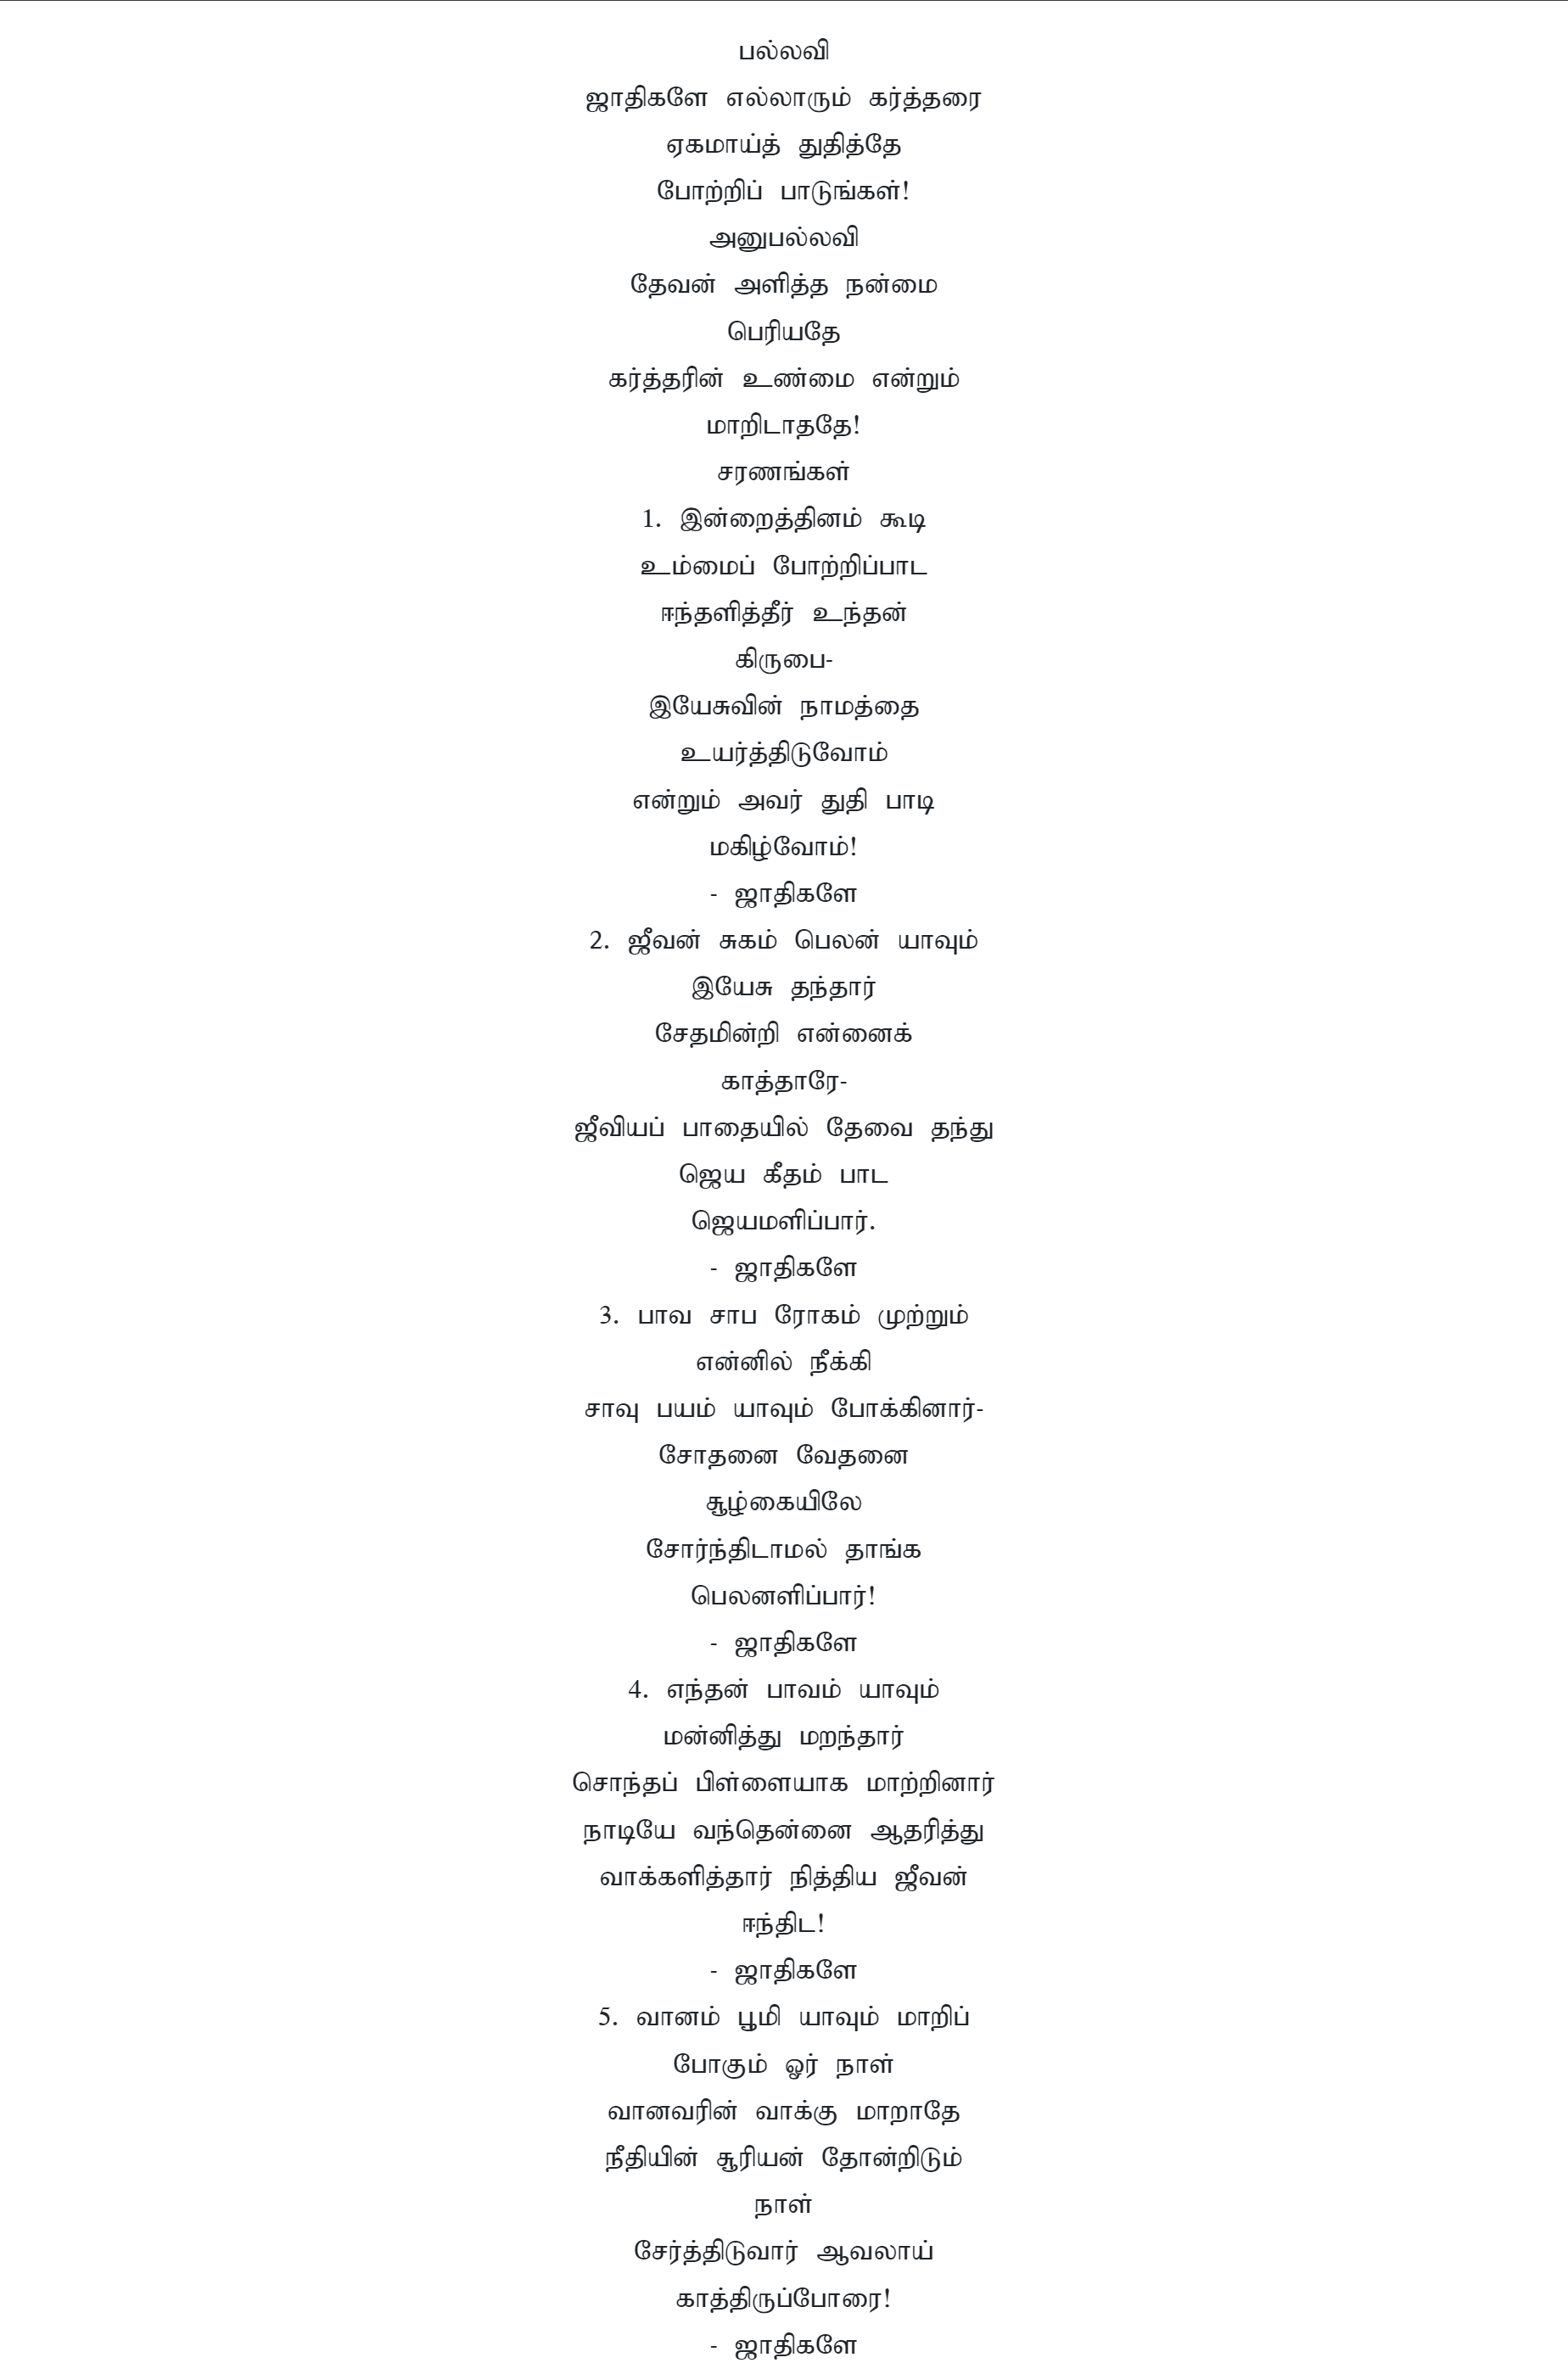 பல்லவி
ஜாதிகளே எல்லாரும் கர்த்தரை
ஏகமாய்த் துதித்தே
போற்றிப் பாடுங்கள்!
அனுபல்லவி
தேவன் அளித்த நன்மை
பெரியதே
கர்த்தரின் உண்மை என்றும்
மாறிடாததே!
சரணங்கள்
1. இன்றைத்தினம் கூடி
உம்மைப் போற்றிப்பாட
ஈந்தளித்தீர் உந்தன்
கிருபை-
இயேசுவின் நாமத்தை
உயர்த்திடுவோம்
என்றும் அவர் துதி பாடி
மகிழ்வோம்!
- ஜாதிகளே
2. ஜீவன் சுகம் பெலன் யாவும்
இயேசு தந்தார்
சேதமின்றி என்னைக்
காத்தாரே-
ஜீவியப் பாதையில் தேவை தந்து
ஜெய கீதம் பாட
ஜெயமளிப்பார்.
- ஜாதிகளே
3. பாவ சாப ரோகம் முற்றும்
என்னில் நீக்கி
சாவு பயம் யாவும் போக்கினார்-
சோதனை வேதனை
சூழ்கையிலே
சோர்ந்திடாமல் தாங்க
பெலனளிப்பார்!
- ஜாதிகளே
4. எந்தன் பாவம் யாவும்
மன்னித்து மறந்தார்
சொந்தப் பிள்ளையாக மாற்றினார்
நாடியே வந்தென்னை ஆதரித்து
வாக்களித்தார் நித்திய ஜீவன்
ஈந்திட!
- ஜாதிகளே
5. வானம் பூமி யாவும் மாறிப்
போகும் ஓர் நாள்
வானவரின் வாக்கு மாறாதே
நீதியின் சூரியன் தோன்றிடும்
நாள்
சேர்த்திடுவார் ஆவலாய்
காத்திருப்போரை!
- ஜாதிகளே